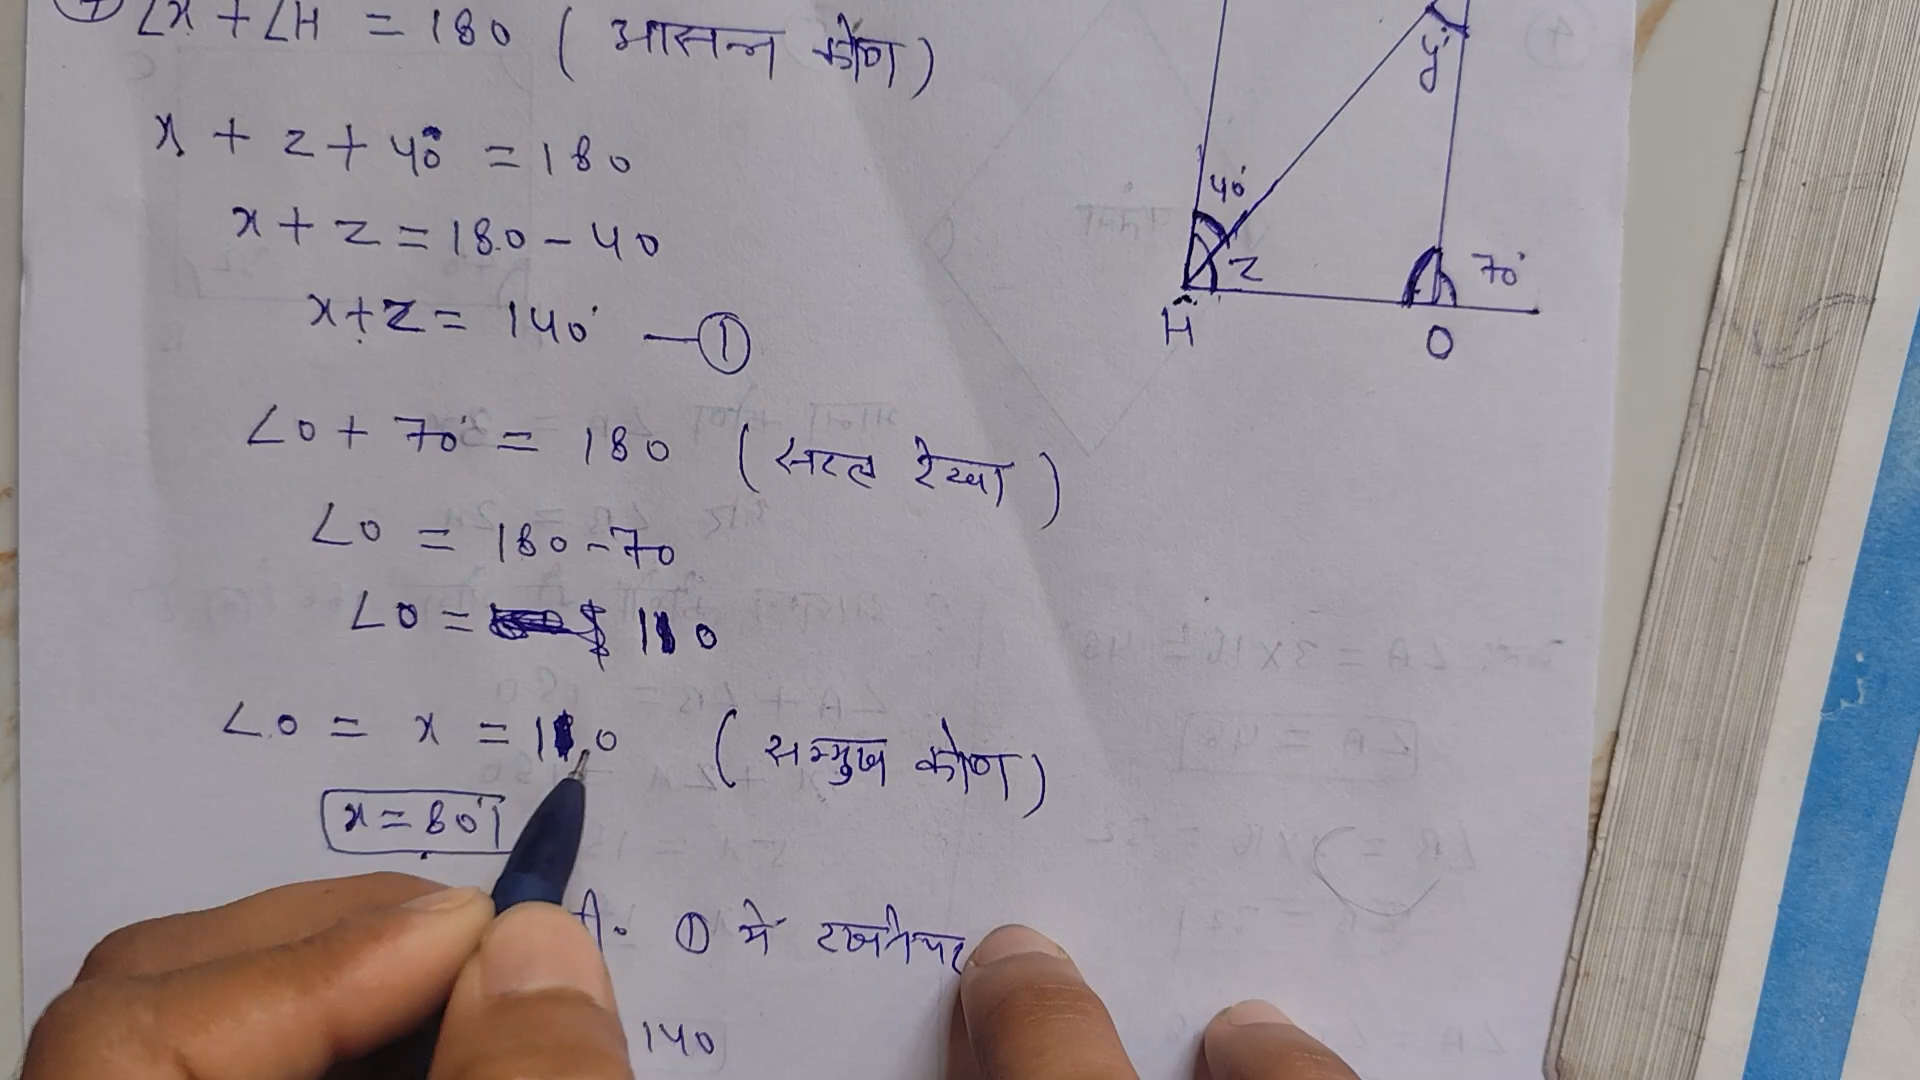 ∠x + ∠H = 180 ( आसन्न कोण )
x + z + 40° = 180
x + z = 180 - 40
x + z = 140° — ①
∠O + 70° = 180 ( सरल रेखा )
∠O = 180 - 70
∠O = 110
∠O = x = 110 ( सम्मुख कोण )
x = 80°
① में रखनेपर
140
y
40°
z
70°
H
O